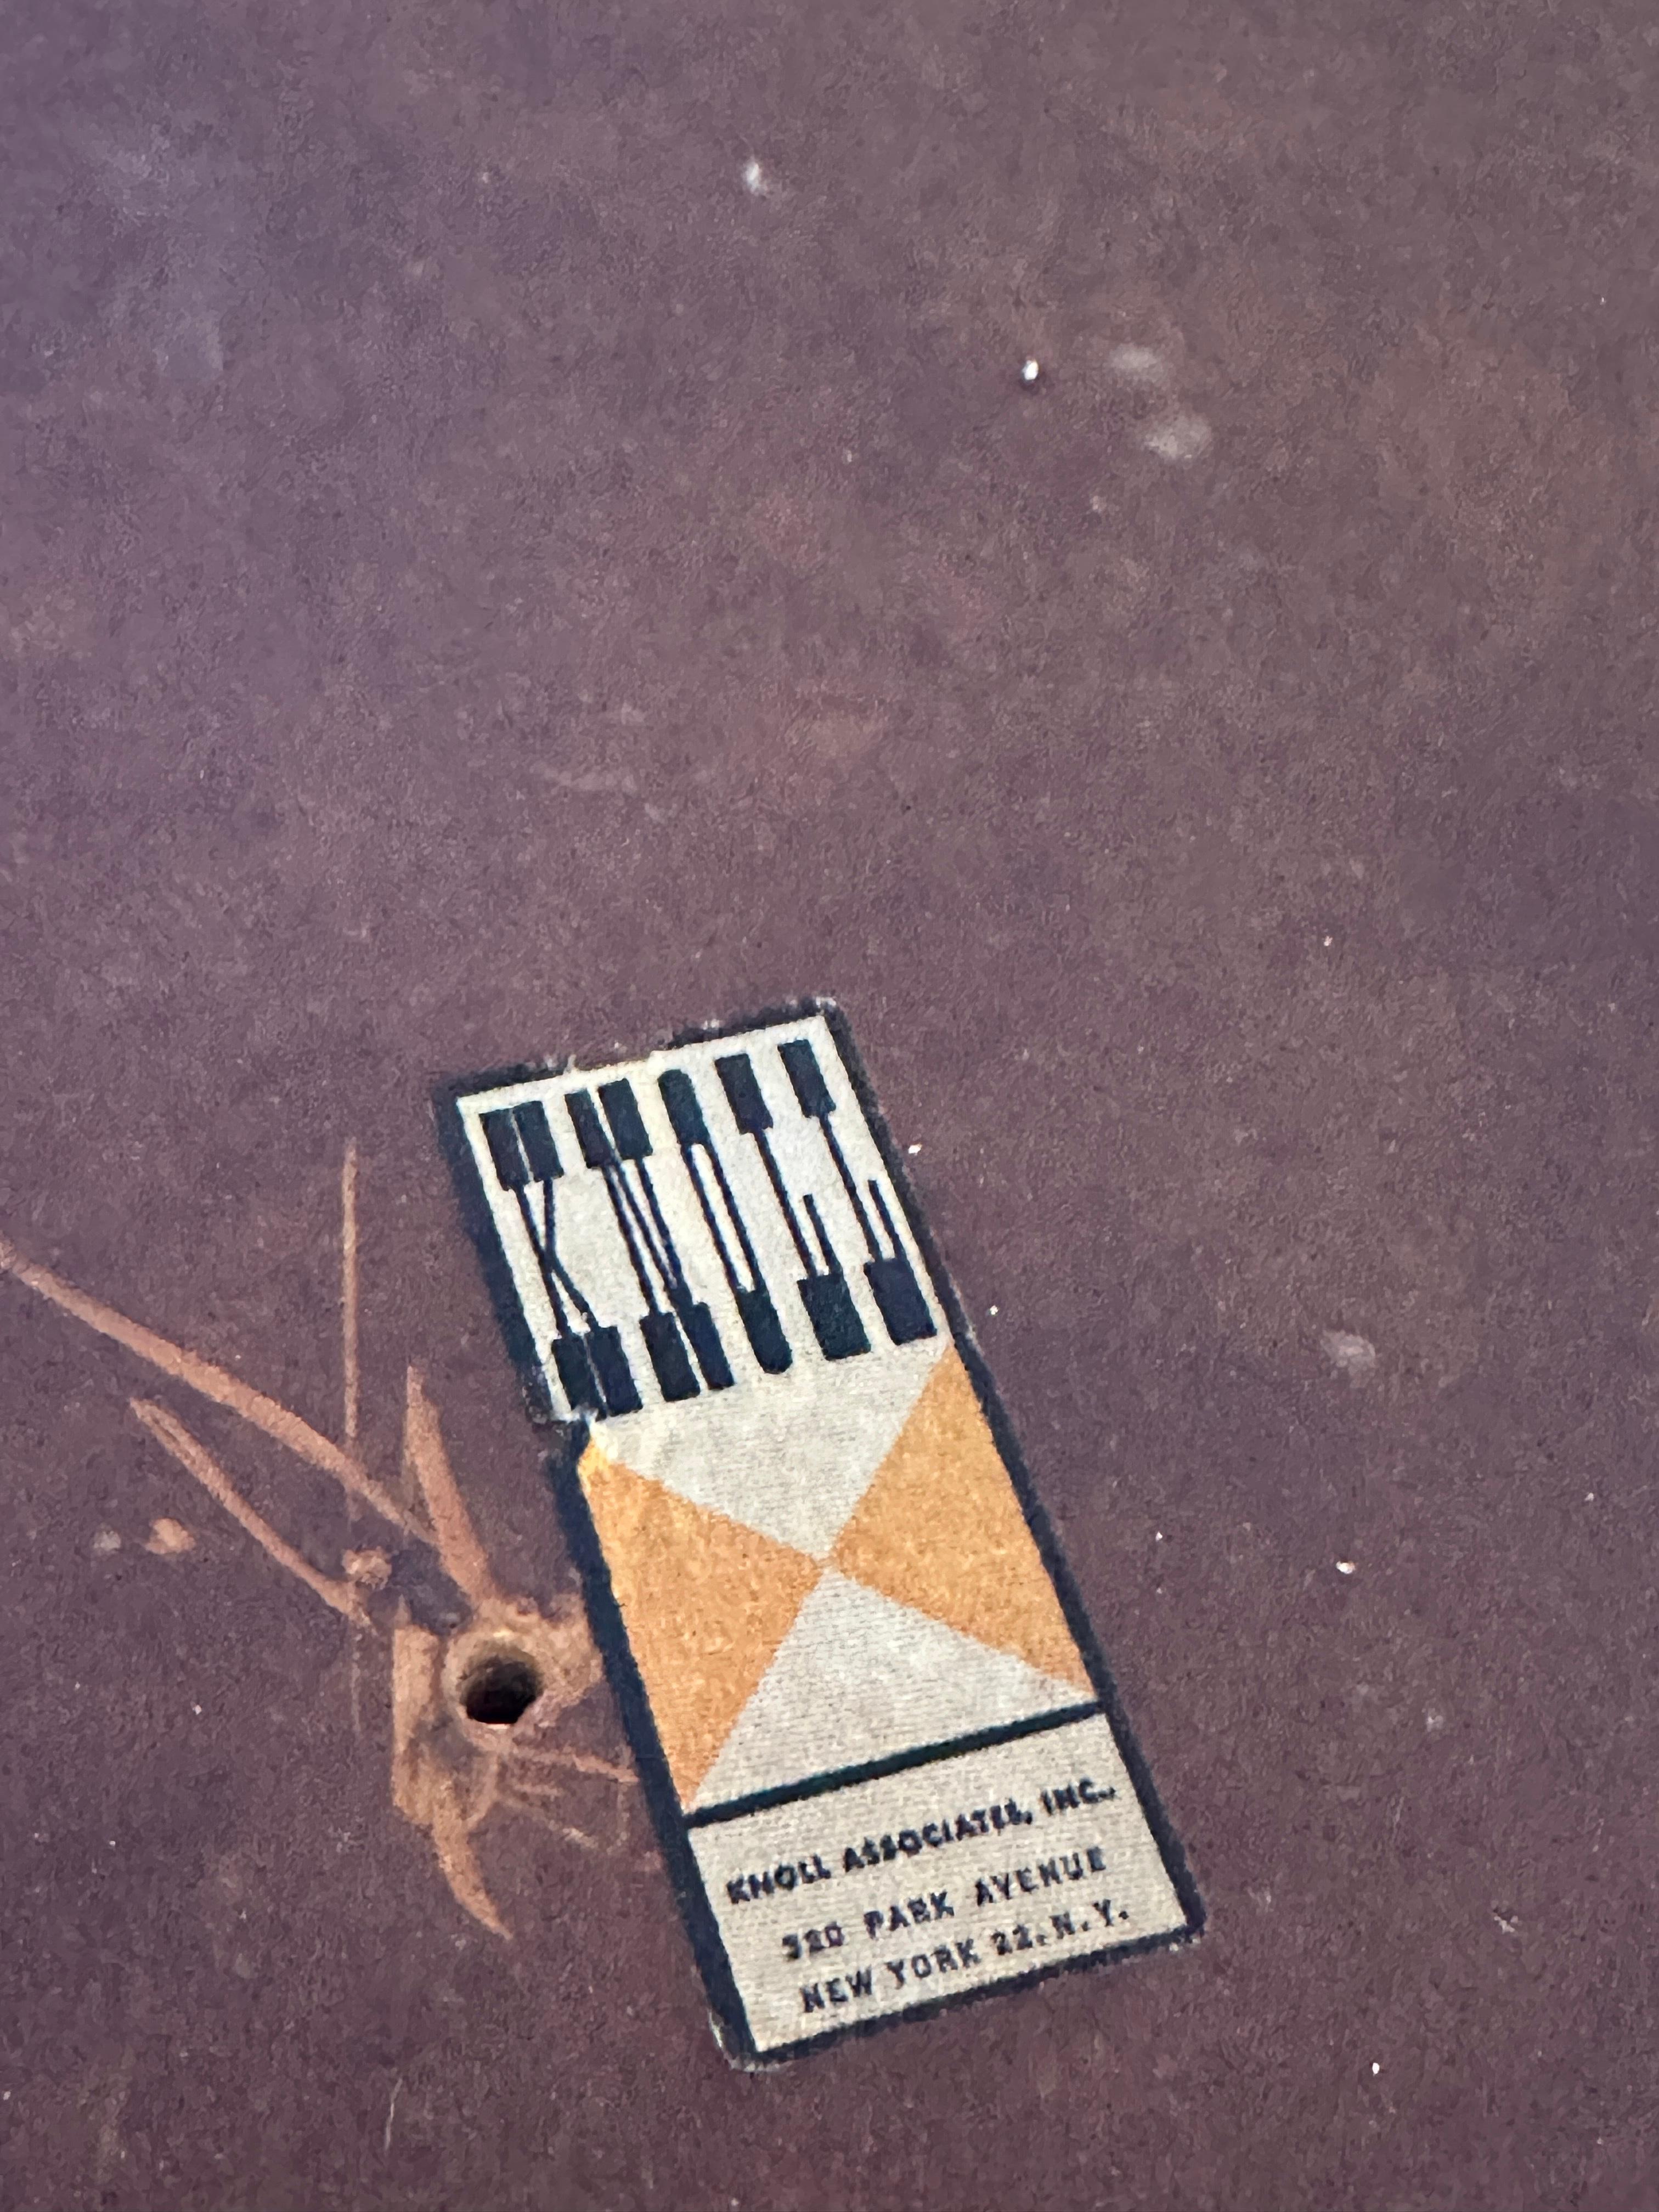 KNOLL
KNOLL ASSOCIATES, INC.,
320 PARK AVENUE
NEW YORK 22, N.Y.